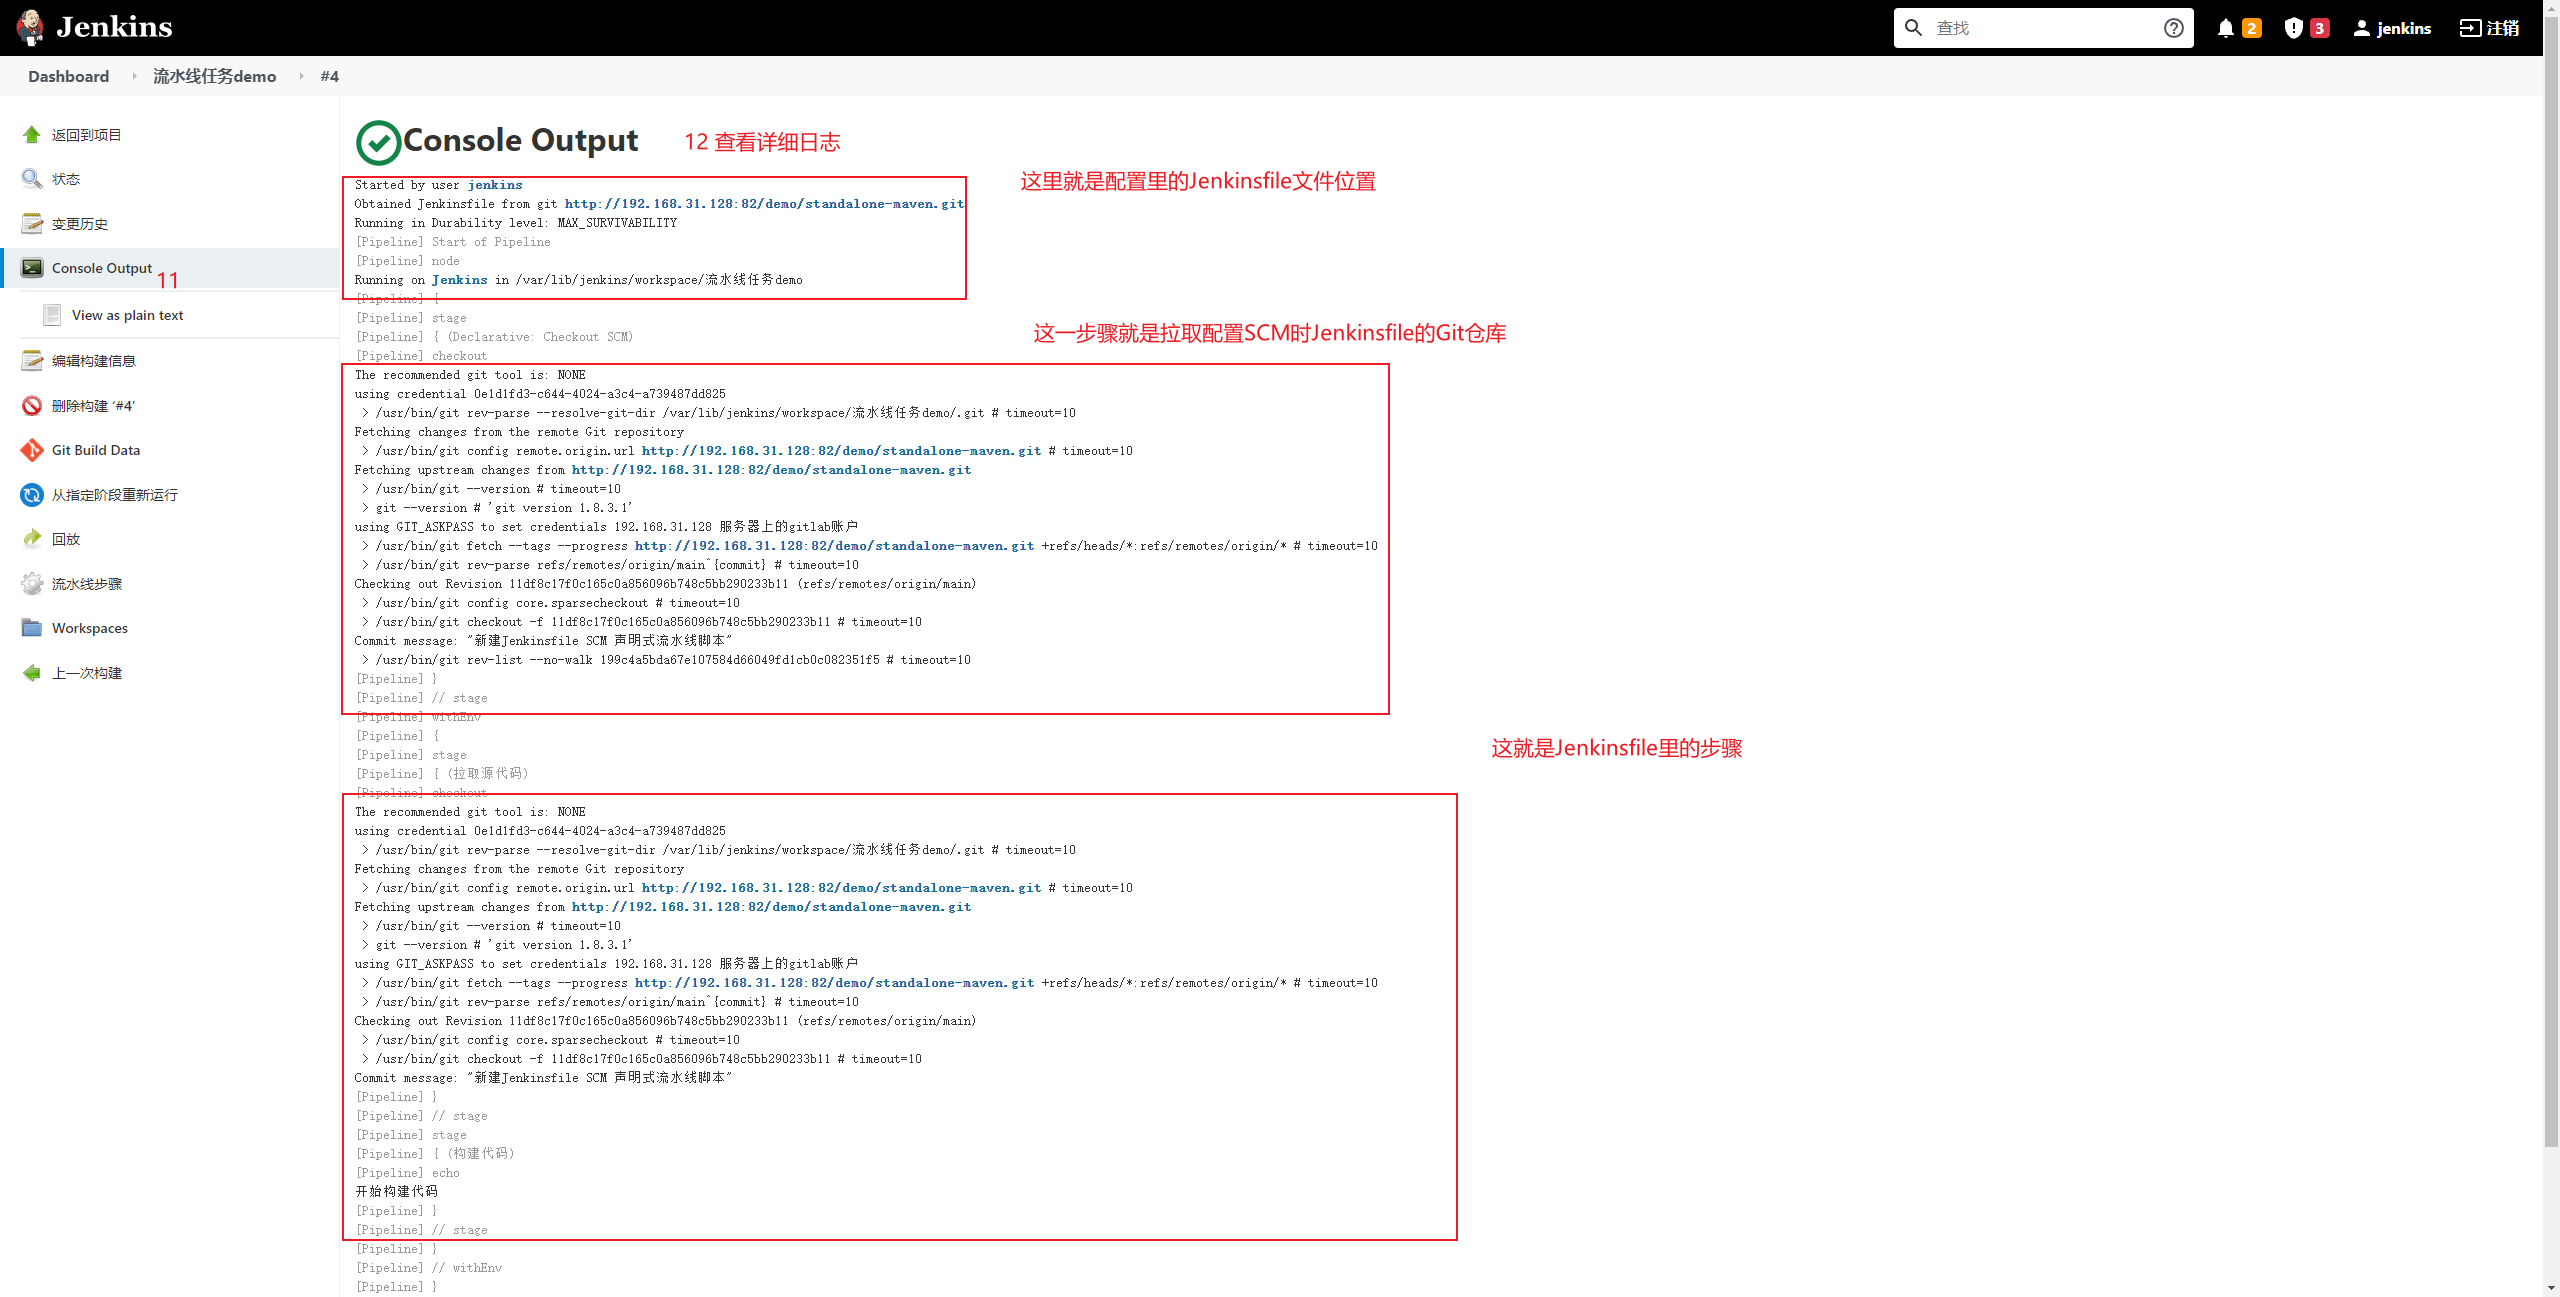 Jenkins
查找
2
3
jenkins
注销
Dashboard
流水线任务demo
#4
返回到项目
状态
变更历史
Console Output
11
View as plain text
编辑构建信息
删除构建 ‘#4’
Git Build Data
从指定阶段重新运行
回放
流水线步骤
Workspaces
上一次构建
Console Output
12 查看详细日志
这里就是配置里的Jenkinsfile文件位置
Started by user jenkins
Obtained Jenkinsfile from git http://192.168.31.128:82/demo/standalone-maven.git
Running in Durability level: MAX_SURVIVABILITY
[Pipeline] Start of Pipeline
[Pipeline] node
Running on Jenkins in /var/lib/jenkins/workspace/流水线任务demo
[Pipeline] {
[Pipeline] stage
[Pipeline] { (Declarative: Checkout SCM)
这一步骤就是拉取配置SCM时Jenkinsfile的Git仓库
[Pipeline] checkout
The recommended git tool is: NONE
using credential 0e1d1fd3-c644-4024-a3c4-a739487dd825
 > /usr/bin/git rev-parse --resolve-git-dir /var/lib/jenkins/workspace/流水线任务demo/.git # timeout=10
Fetching changes from the remote Git repository
 > /usr/bin/git config remote.origin.url http://192.168.31.128:82/demo/standalone-maven.git # timeout=10
Fetching upstream changes from http://192.168.31.128:82/demo/standalone-maven.git
 > /usr/bin/git --version # timeout=10
 > git --version # 'git version 1.8.3.1'
using GIT_ASKPASS to set credentials 192.168.31.128 服务器上的gitlab账户
 > /usr/bin/git fetch --tags --progress http://192.168.31.128:82/demo/standalone-maven.git +refs/heads/*:refs/remotes/origin/* # timeout=10
 > /usr/bin/git rev-parse refs/remotes/origin/main^{commit} # timeout=10
Checking out Revision 11df8c17f0c165c0a856096b748c5bb290233b11 (refs/remotes/origin/main)
 > /usr/bin/git config core.sparsecheckout # timeout=10
 > /usr/bin/git checkout -f 11df8c17f0c165c0a856096b748c5bb290233b11 # timeout=10
Commit message: "新建Jenkinsfile SCM 声明式流水线脚本"
 > /usr/bin/git rev-list --no-walk 199c4a5bda67e107584d66049fd1cb0c082351f5 # timeout=10
[Pipeline] }
[Pipeline] // stage
[Pipeline] withEnv
[Pipeline] {
这就是Jenkinsfile里的步骤
[Pipeline] stage
[Pipeline] { (拉取源代码)
[Pipeline] checkout
The recommended git tool is: NONE
using credential 0e1d1fd3-c644-4024-a3c4-a739487dd825
 > /usr/bin/git rev-parse --resolve-git-dir /var/lib/jenkins/workspace/流水线任务demo/.git # timeout=10
Fetching changes from the remote Git repository
 > /usr/bin/git config remote.origin.url http://192.168.31.128:82/demo/standalone-maven.git # timeout=10
Fetching upstream changes from http://192.168.31.128:82/demo/standalone-maven.git
 > /usr/bin/git --version # timeout=10
 > git --version # 'git version 1.8.3.1'
using GIT_ASKPASS to set credentials 192.168.31.128 服务器上的gitlab账户
 > /usr/bin/git fetch --tags --progress http://192.168.31.128:82/demo/standalone-maven.git +refs/heads/*:refs/remotes/origin/* # timeout=10
 > /usr/bin/git rev-parse refs/remotes/origin/main^{commit} # timeout=10
Checking out Revision 11df8c17f0c165c0a856096b748c5bb290233b11 (refs/remotes/origin/main)
 > /usr/bin/git config core.sparsecheckout # timeout=10
 > /usr/bin/git checkout -f 11df8c17f0c165c0a856096b748c5bb290233b11 # timeout=10
Commit message: "新建Jenkinsfile SCM 声明式流水线脚本"
[Pipeline] }
[Pipeline] // stage
[Pipeline] stage
[Pipeline] { (构建代码)
[Pipeline] echo
开始构建代码
[Pipeline] }
[Pipeline] // stage
[Pipeline] }
[Pipeline] // withEnv
[Pipeline] }